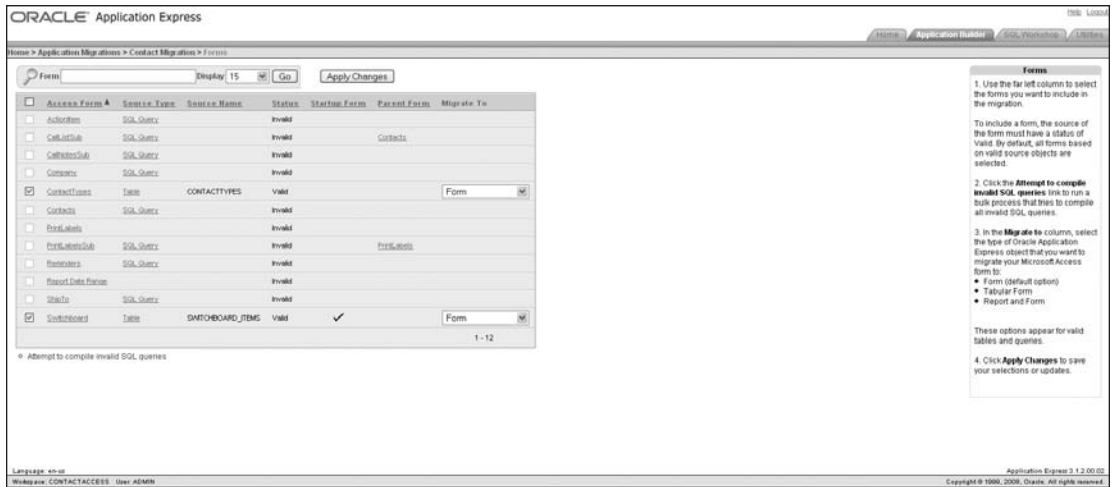 ORACLE Application Express
Help Logout
Home Application Builder SQL Workshop Utilities
Home > Application Migrations > Contact Migration > Forms
Form Display 15 Go Apply Changes
Access Form Source Type Source Name Status Startup Form Parent Form Migrate To
ActionItem SQL Query Invalid
CallListSub SQL Query Invalid Contacts
CallNotesSub SQL Query Invalid
Company SQL Query Invalid
ContactTypes Table CONTACTTYPES Valid Form
Contacts SQL Query Invalid
PrintLabels Invalid
PrintLabelsSub SQL Query Invalid PrintLabels
Reminders SQL Query Invalid
Report Date Range Invalid
ShipTo SQL Query Invalid
Switchboard Table SWITCHBOARD_ITEMS Valid Form
1 - 12
Attempt to compile invalid SQL queries
Forms
1. Use the far left column to select
the forms you want to include in
the migration.
To include a form, the source of
the form must have a status of
Valid. By default, all forms based
on valid source objects are
selected.
2. Click the Attempt to compile
invalid SQL queries link to run a
bulk process that tries to compile
all invalid SQL queries.
3. In the Migrate to column, select
the type of Oracle Application
Express object that you want to
migrate your Microsoft Access
form to:
• Form (default option)
• Tabular Form
• Report and Form
These options appear for valid
tables and queries.
4. Click Apply Changes to save
your selections or updates.
Language: en-us
Application Express 3.1.2.00.02
Workspace: CONTACTACCESS User: ADMIN
Copyright © 1999, 2008, Oracle. All rights reserved.